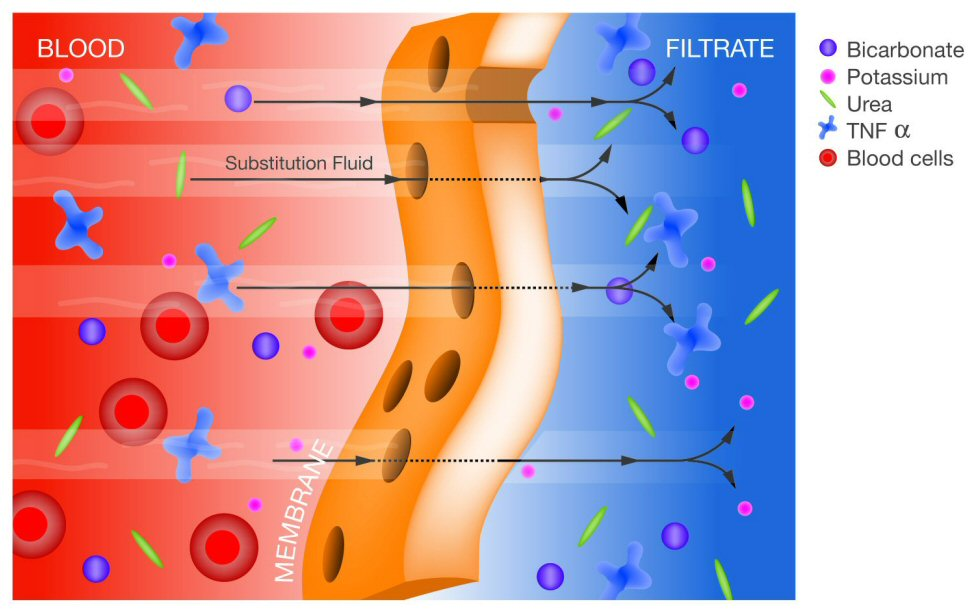 BLOOD
FILTRATE
Substitution Fluid
MEMBRANE
Bicarbonate
Potassium
Urea
TNF α
Blood cells